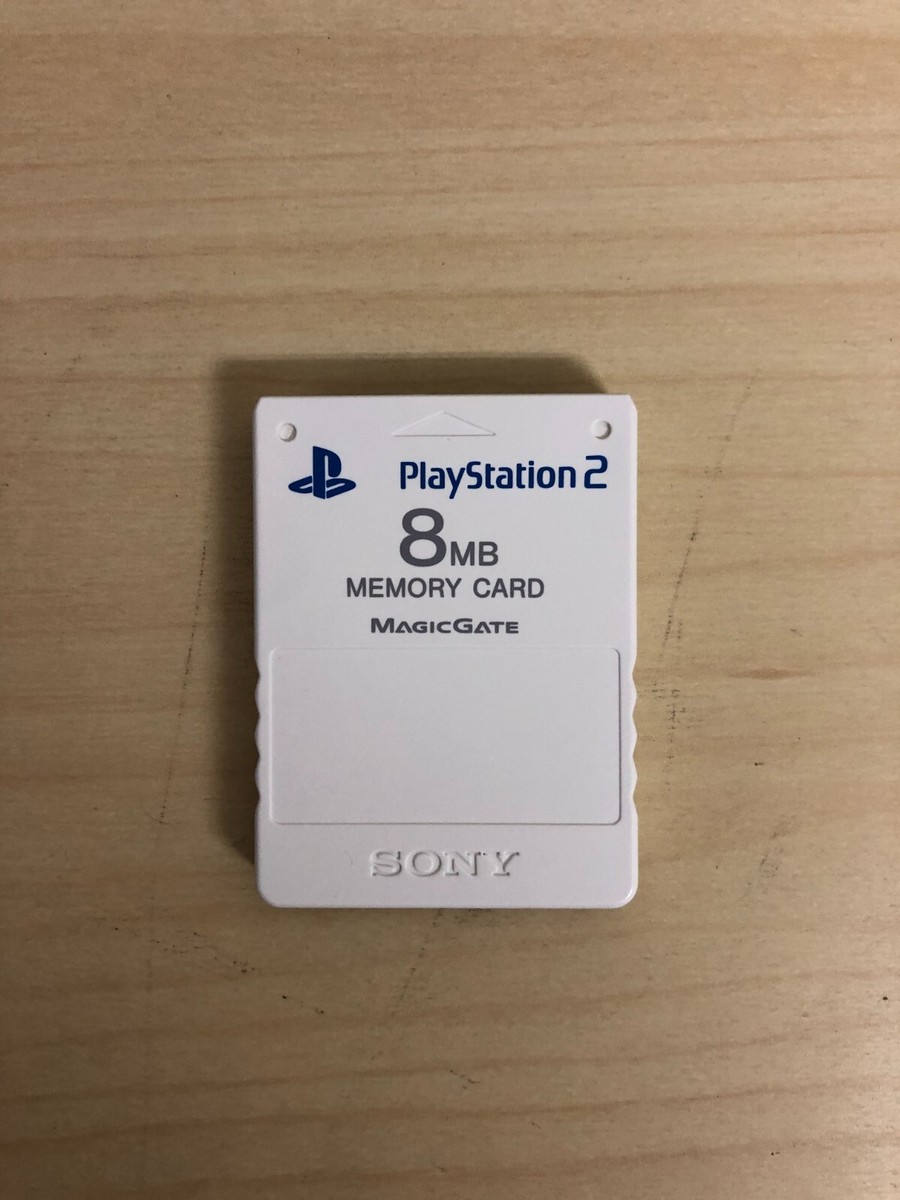 PlayStation 2
8MB
MEMORY CARD
MAGICGATE
SONY